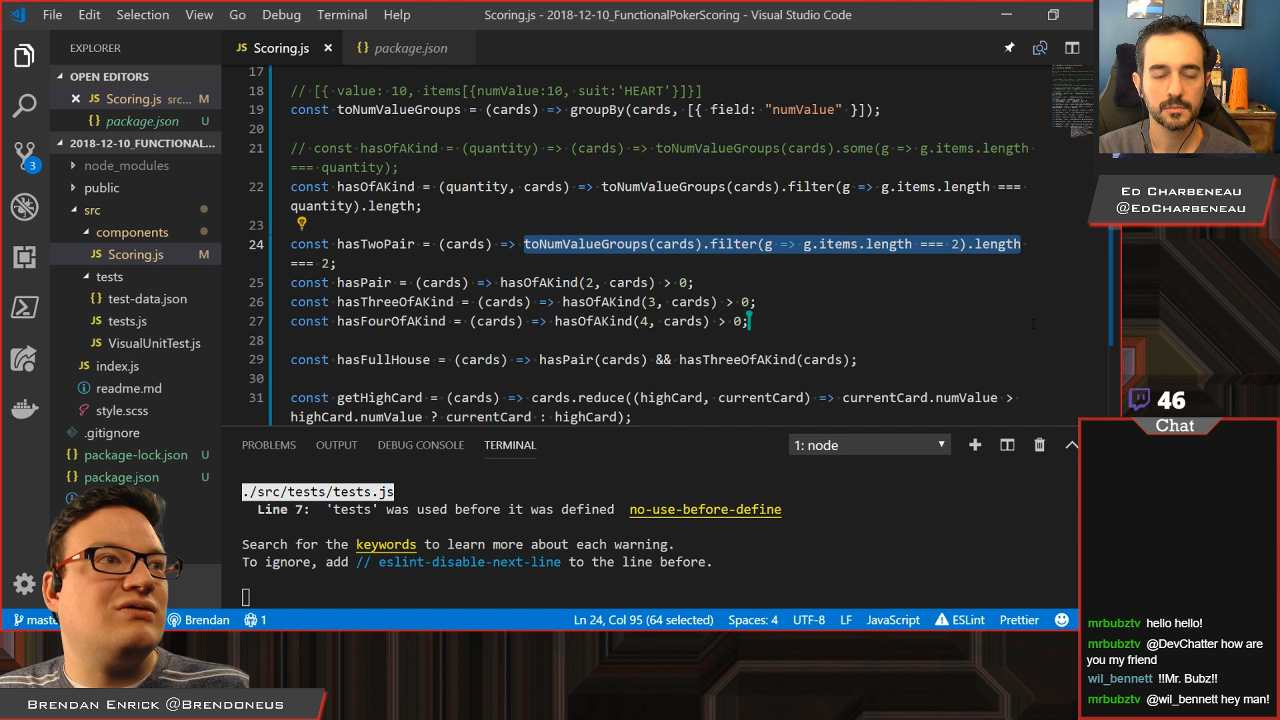 File Edit Selection View Go Debug Terminal Help
Scoring.js - 2018-12-10_FunctionalPokerScoring - Visual Studio Code
EXPLORER
OPEN EDITORS
Scoring.js src... M
package.json U
2018-12-10_FUNCTIONAL...
node_modules
public
src
components
Scoring.js M
tests
test-data.json
tests.js
VisualUnitTest.js
index.js
readme.md
style.scss
.gitignore
package-lock.json U
package.json U
3
JS Scoring.js
{} package.json
17
18 // [{ value: 10, items[{numValue:10, suit:'HEART'}]}]
19 const toNumValueGroups = (cards) => groupBy(cards, [{ field: "numValue" }]);
20
21 // const hasOfAKind = (quantity) => (cards) => toNumValueGroups(cards).some(g => g.items.length
=== quantity);
22 const hasOfAKind = (quantity, cards) => toNumValueGroups(cards).filter(g => g.items.length ===
quantity).length;
23
24 const hasTwoPair = (cards) => toNumValueGroups(cards).filter(g => g.items.length === 2).length
=== 2;
25 const hasPair = (cards) => hasOfAKind(2, cards) > 0;
26 const hasThreeOfAKind = (cards) => hasOfAKind(3, cards) > 0;
27 const hasFourOfAKind = (cards) => hasOfAKind(4, cards) > 0;
28
29 const hasFullHouse = (cards) => hasPair(cards) && hasThreeOfAKind(cards);
30
31 const getHighCard = (cards) => cards.reduce((highCard, currentCard) => currentCard.numValue >
highCard.numValue ? currentCard : highCard);
PROBLEMS OUTPUT DEBUG CONSOLE TERMINAL
1: node
./src/tests/tests.js
Line 7: 'tests' was used before it was defined no-use-before-define
Search for the keywords to learn more about each warning.
To ignore, add // eslint-disable-next-line to the line before.
Brendan 1 Ln 24, Col 95 (64 selected) Spaces: 4 UTF-8 LF JavaScript ESLint Prettier
Ed Charbeneau
@EdCharbeneau
46
Chat
mrbubztv hello hello!
mrbubztv @DevChatter how are
you my friend
wil_bennett !!Mr. Bubz!!
mrbubztv @wil_bennett hey man!
Brendan Enrick @Brendoneus